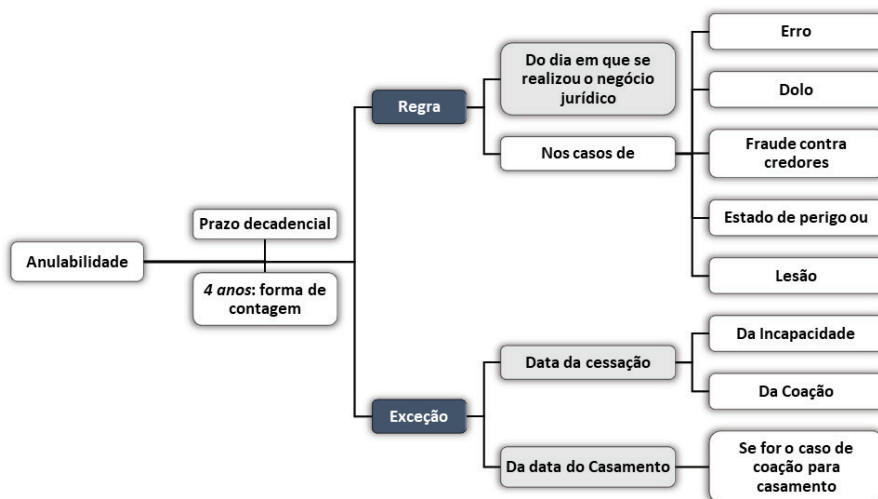 Anulabilidade
Prazo decadencial
4 anos: forma de
contagem
Regra
Do dia em que se
realizou o negócio
jurídico
Nos casos de
Erro
Dolo
Fraude contra
credores
Estado de perigo ou
Lesão
Exceção
Data da cessação
Da Incapacidade
Da Coação
Da data do Casamento
Se for o caso de
coação para
casamento